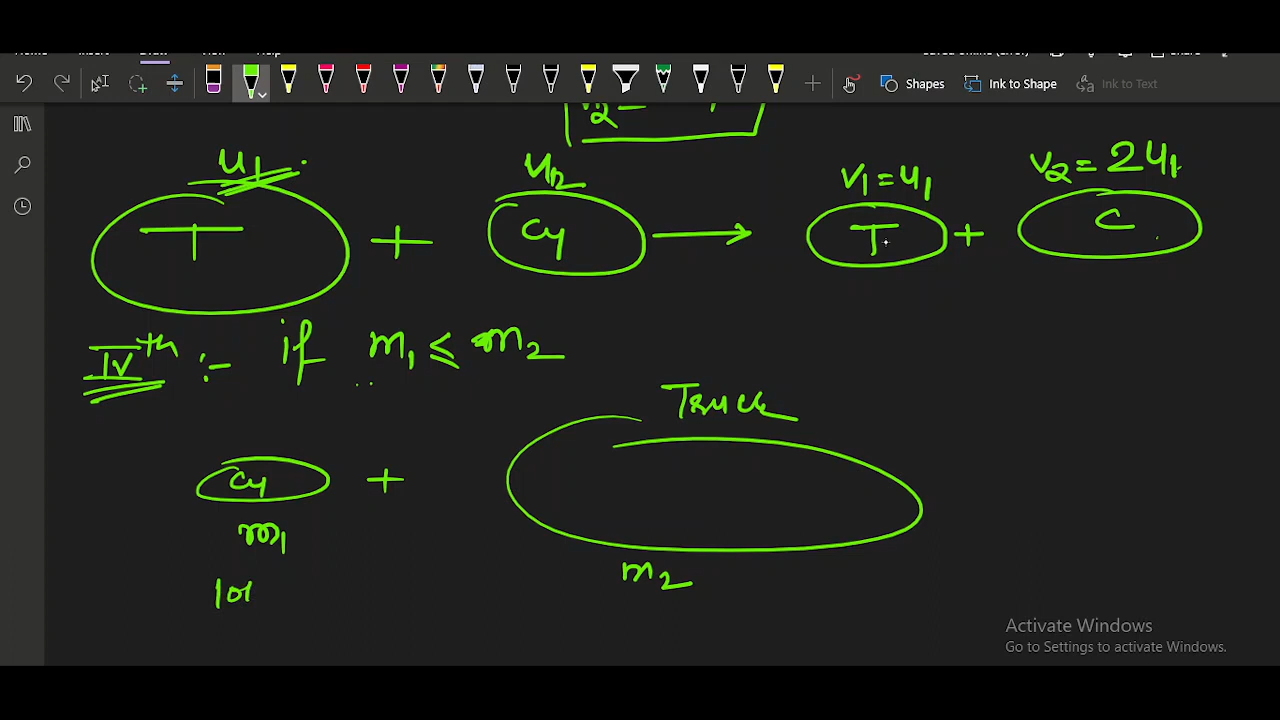 Shapes Ink to Shape Ink to Text
v2 =
u1 u2 v1 = u1 v2 = 2u1
T + Cy → T + C
IVth :- if m1 ≤ m2
Truck
Cy +
m1
m2
Activate Windows
Go to Settings to activate Windows.